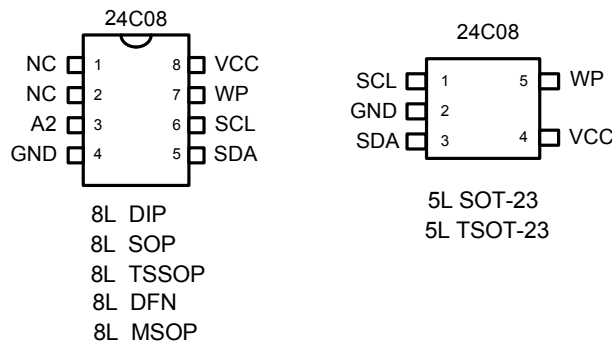 24C08
NC 1 8 VCC
NC 2 7 WP
A2 3 6 SCL
GND 4 5 SDA
8L DIP
8L SOP
8L TSSOP
8L DFN
8L MSOP
24C08
SCL 1 5 WP
GND 2
SDA 3 4 VCC
5L SOT-23
5L TSOT-23